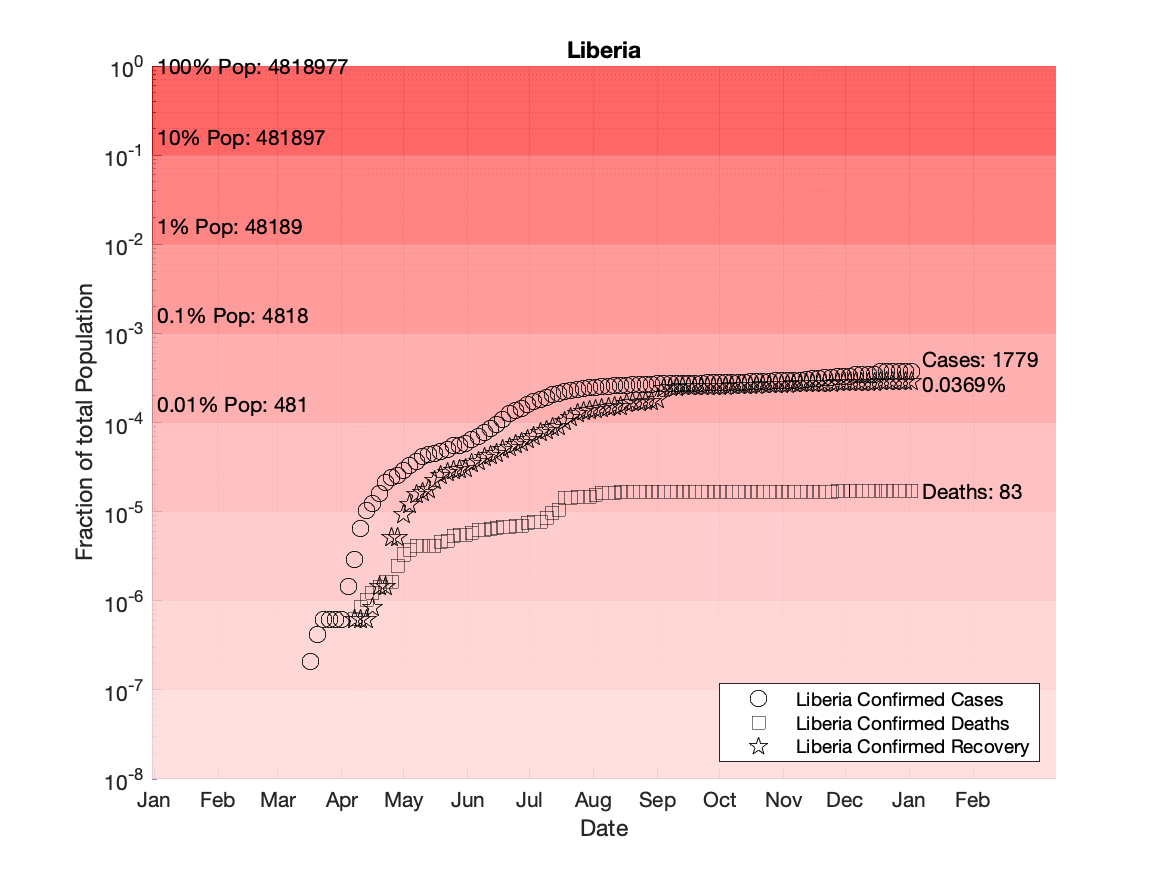 Liberia
10^0
100% Pop: 4818977
10% Pop: 481897
10^-1
1% Pop: 48189
10^-2
0.1% Pop: 4818
10^-3
Cases: 1779
0.0369%
0.01% Pop: 481
10^-4
Deaths: 83
10^-5
10^-6
10^-7
10^-8
Fraction of total Population
Liberia Confirmed Cases
Liberia Confirmed Deaths
Liberia Confirmed Recovery
Jan Feb Mar Apr May Jun Jul Aug Sep Oct Nov Dec Jan Feb
Date